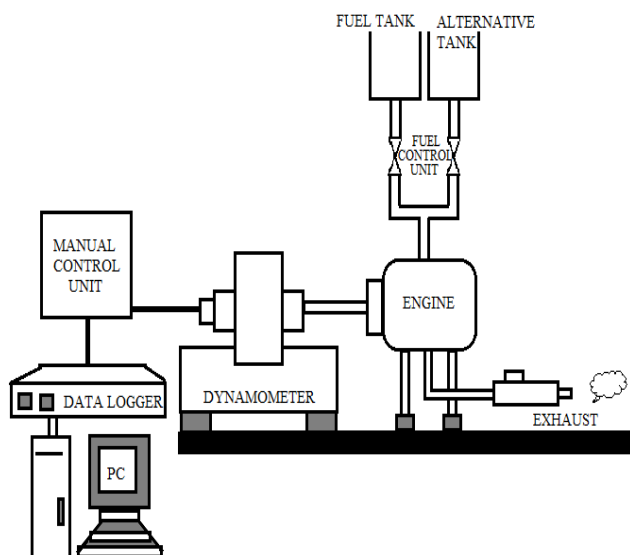 FUEL TANK
ALTERNATIVE
TANK
FUEL
CONTROL
UNIT
MANUAL
CONTROL
UNIT
ENGINE
DATA LOGGER
DYNAMOMETER
EXHAUST
PC